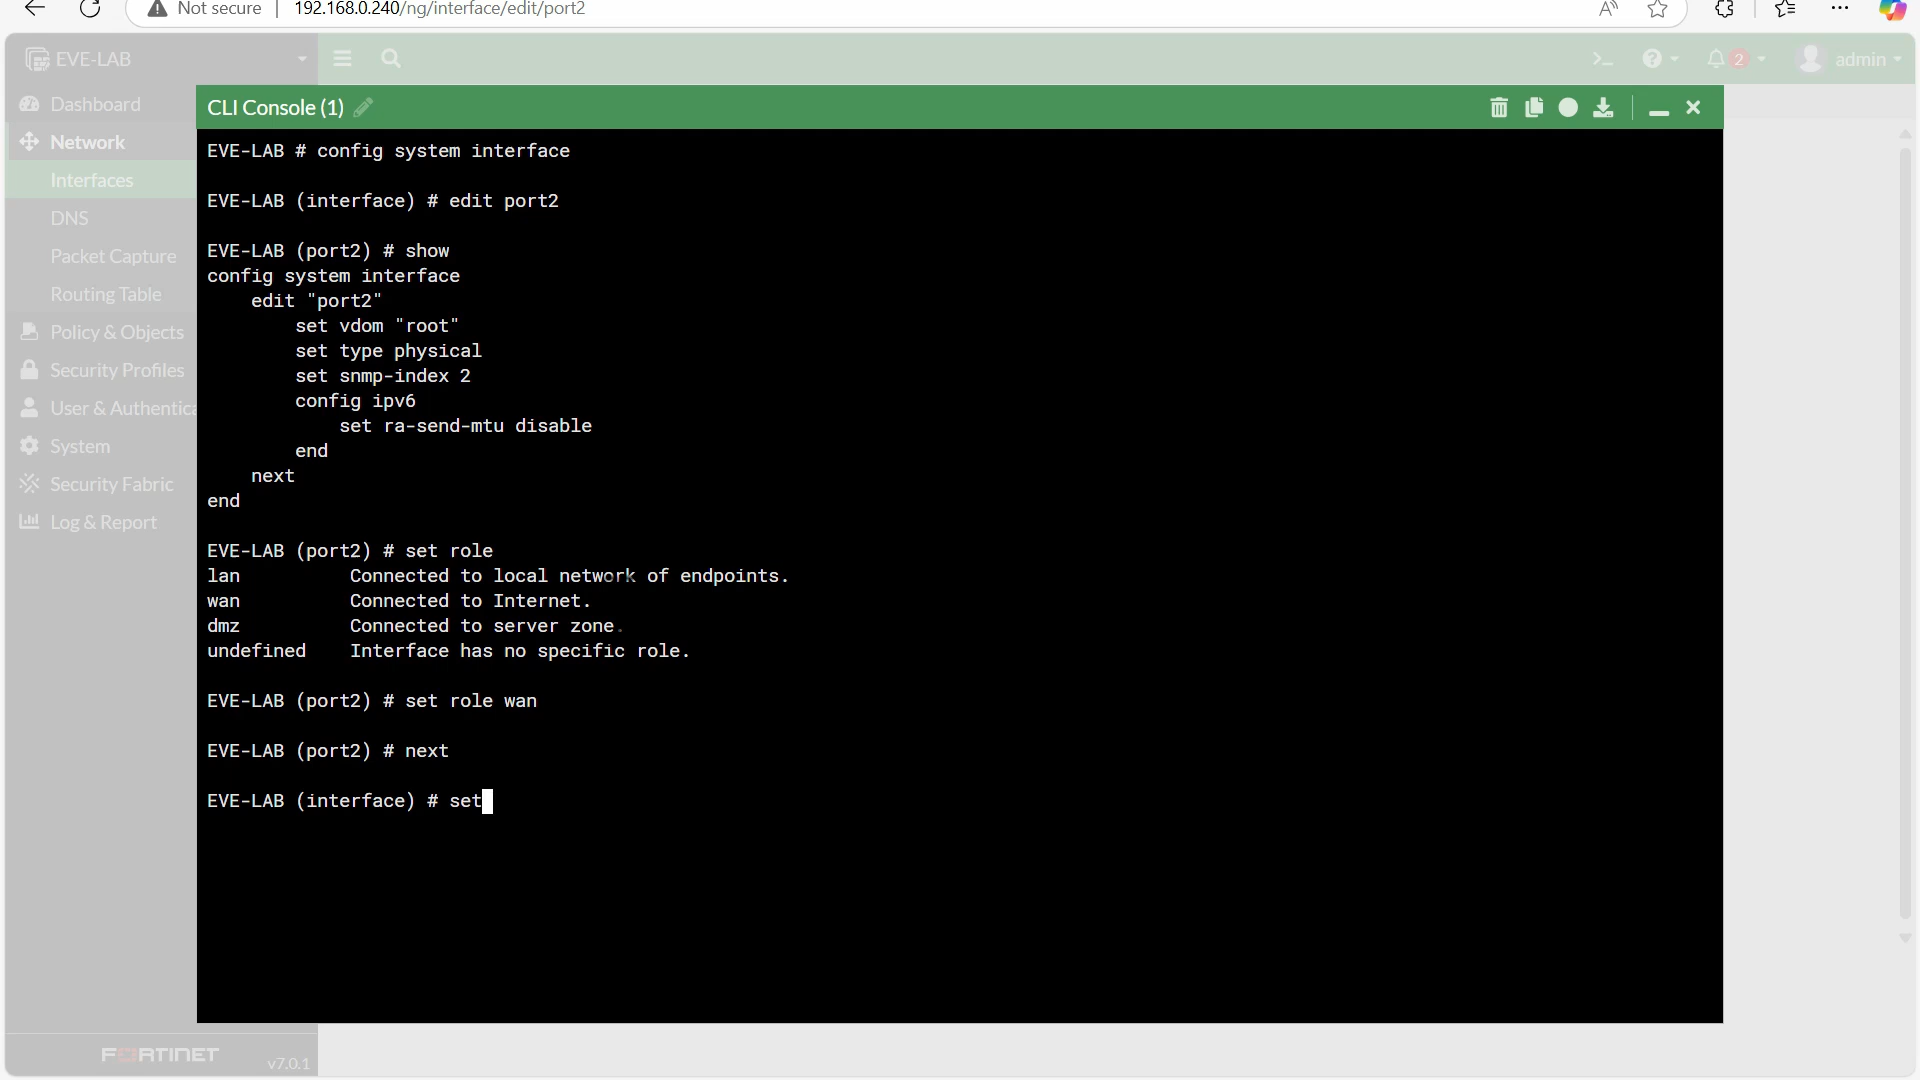 Not secure
192.168.0.240/ng/interface/edit/port2
EVE-LAB
2
admin
Dashboard
Network
Interfaces
DNS
Packet Capture
Routing Table
Policy & Objects
Security Profiles
User & Authentica
System
Security Fabric
Log & Report
CLI Console (1)
EVE-LAB # config system interface
EVE-LAB (interface) # edit port2
EVE-LAB (port2) # show
config system interface
    edit "port2"
        set vdom "root"
        set type physical
        set snmp-index 2
        config ipv6
            set ra-send-mtu disable
        end
    next
end
EVE-LAB (port2) # set role
lan          Connected to local network of endpoints.
wan          Connected to Internet.
dmz          Connected to server zone.
undefined    Interface has no specific role.
EVE-LAB (port2) # set role wan
EVE-LAB (port2) # next
EVE-LAB (interface) # set
FORTINET
v7.0.1